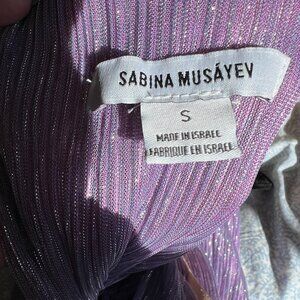 SABINA MUSÁYEV
S
MADE IN ISRAEL
FABRIQUE EN ISRAEL